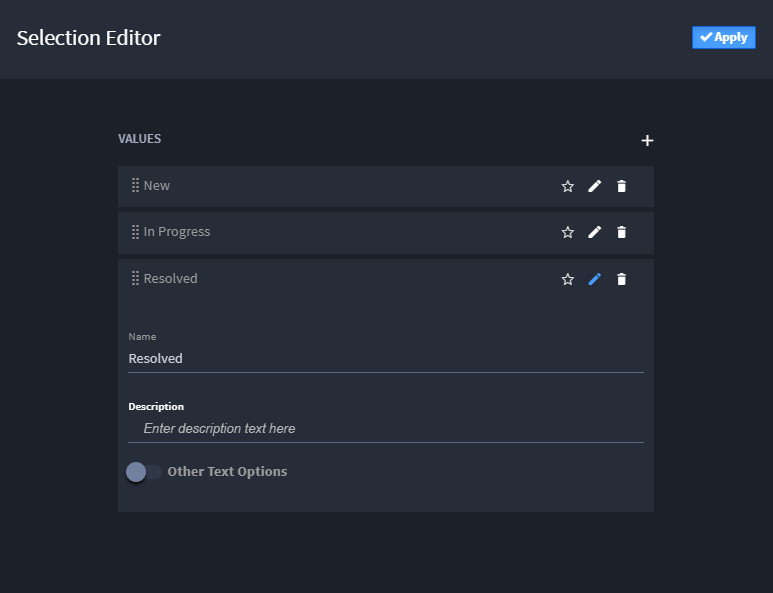 Selection Editor
Apply
VALUES
New
In Progress
Resolved
Name
Resolved
Description
Enter description text here
Other Text Options